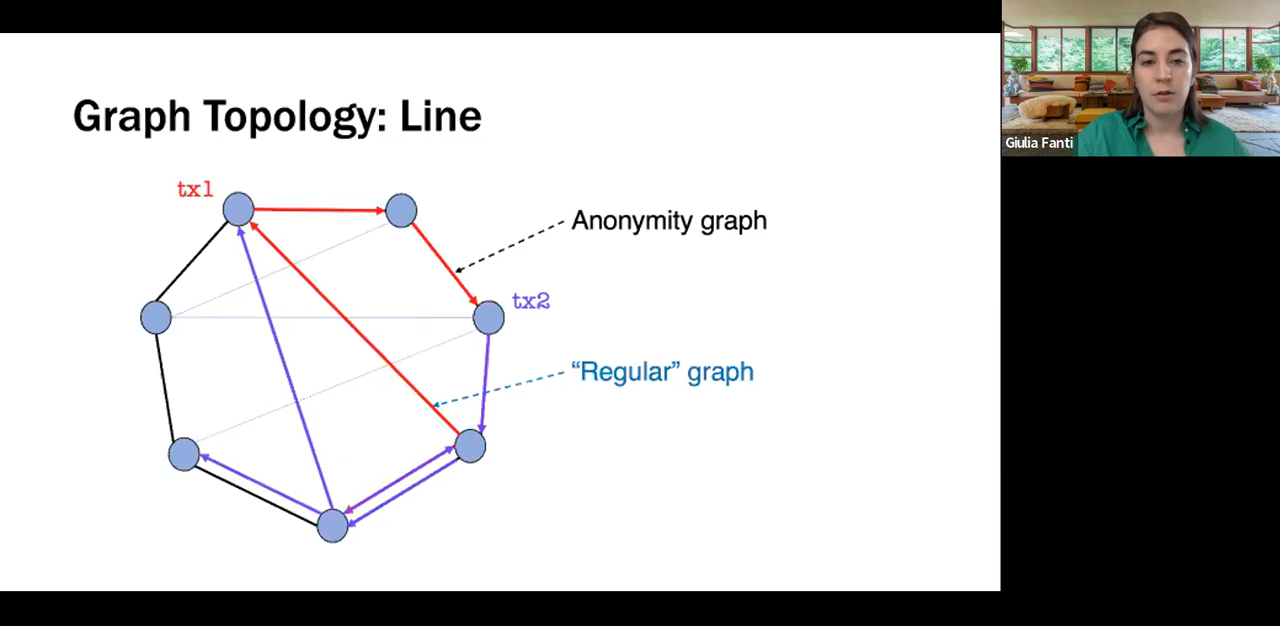 Graph Topology: Line
tx1
Anonymity graph
tx2
“Regular” graph
Giulia Fanti